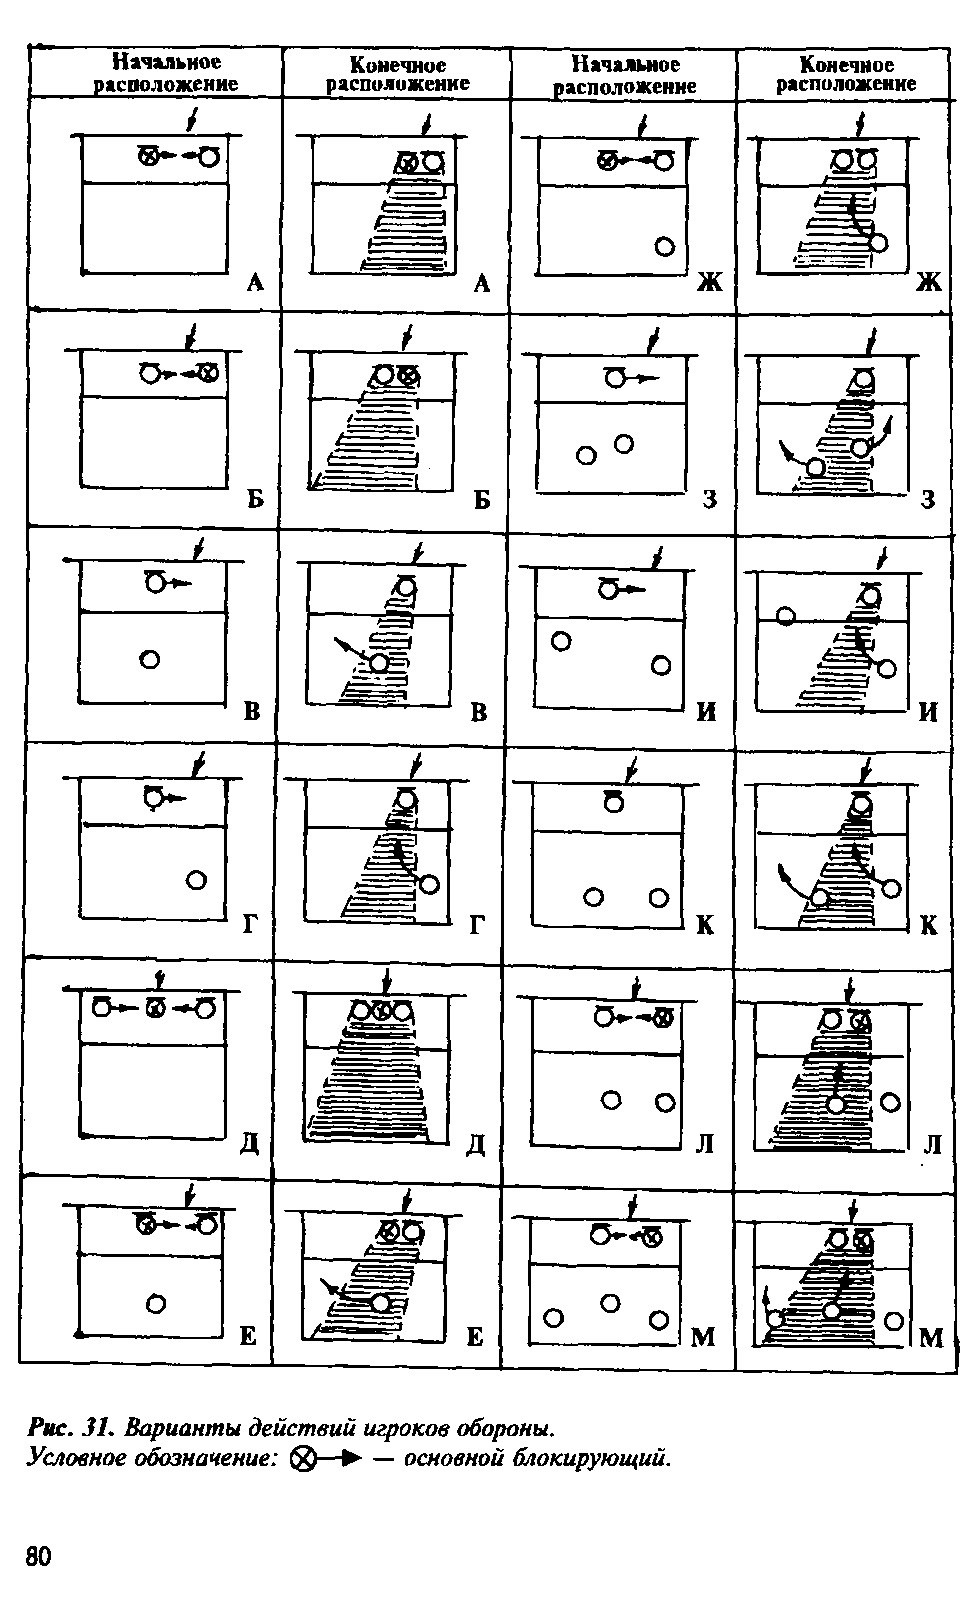 Начальное расположение
Конечное расположение
Начальное расположение
Конечное расположение
А
А
Ж
Ж
Б
Б
З
З
В
В
И
И
Г
Г
К
К
Д
Д
Л
Л
Е
Е
М
М
Рис. 31. Варианты действий игроков обороны.
Условное обозначение: — основной блокирующий.
80